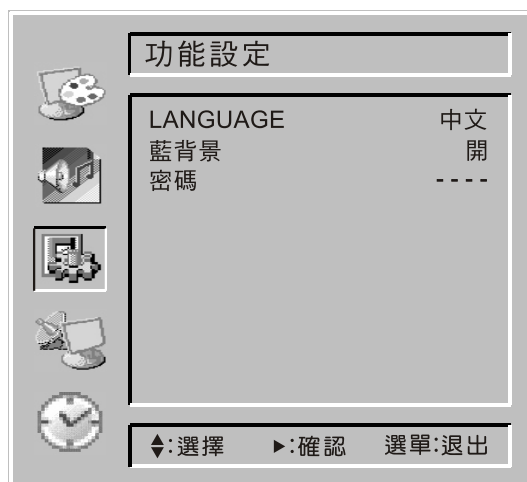 功能設定
LANGUAGE 中文
藍背景 開
密碼 ----
▲▼:選擇 ►:確認 選單:退出